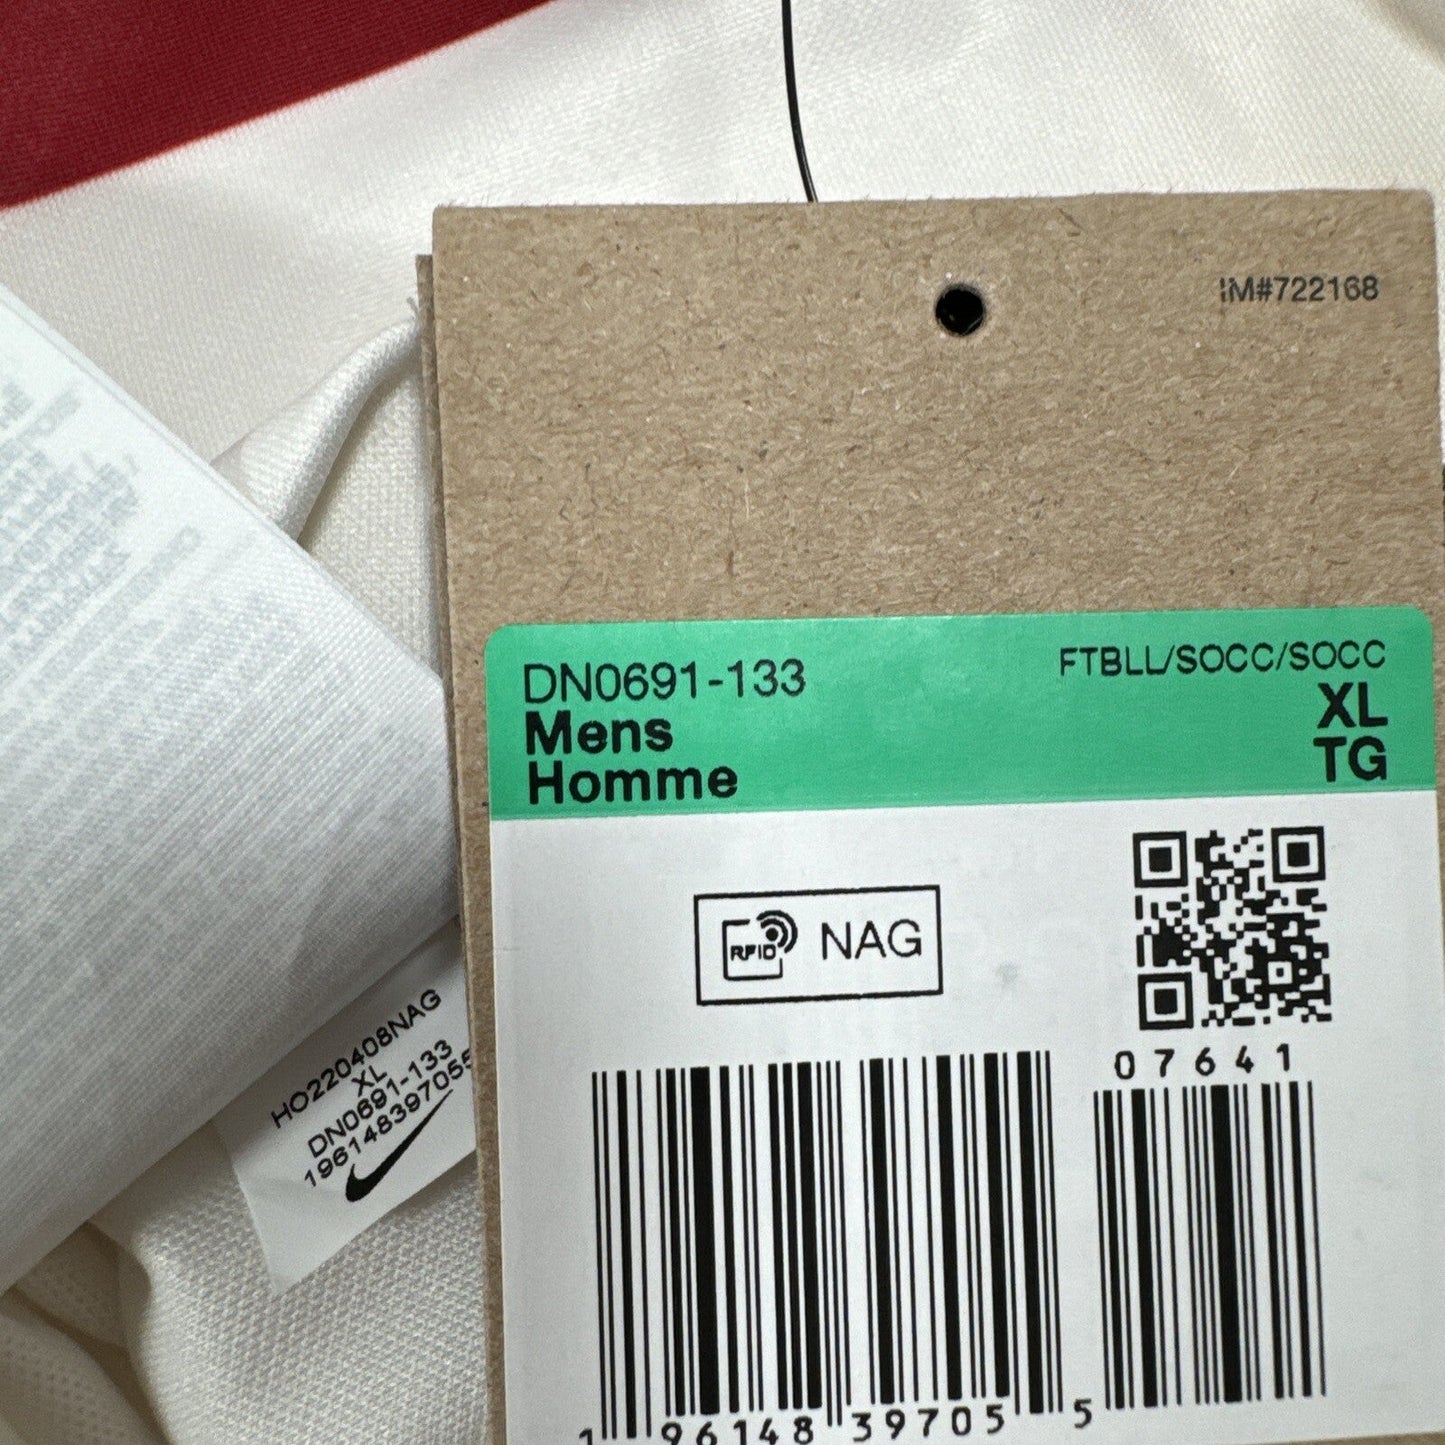 IM#722168
DN0691-133
FTBLL/SOCC/SOCC
Mens
XL
Homme
TG
RFID NAG
07641
1 96148 39705 5
HO220408NAG
XL
DN0691-133
196148397055